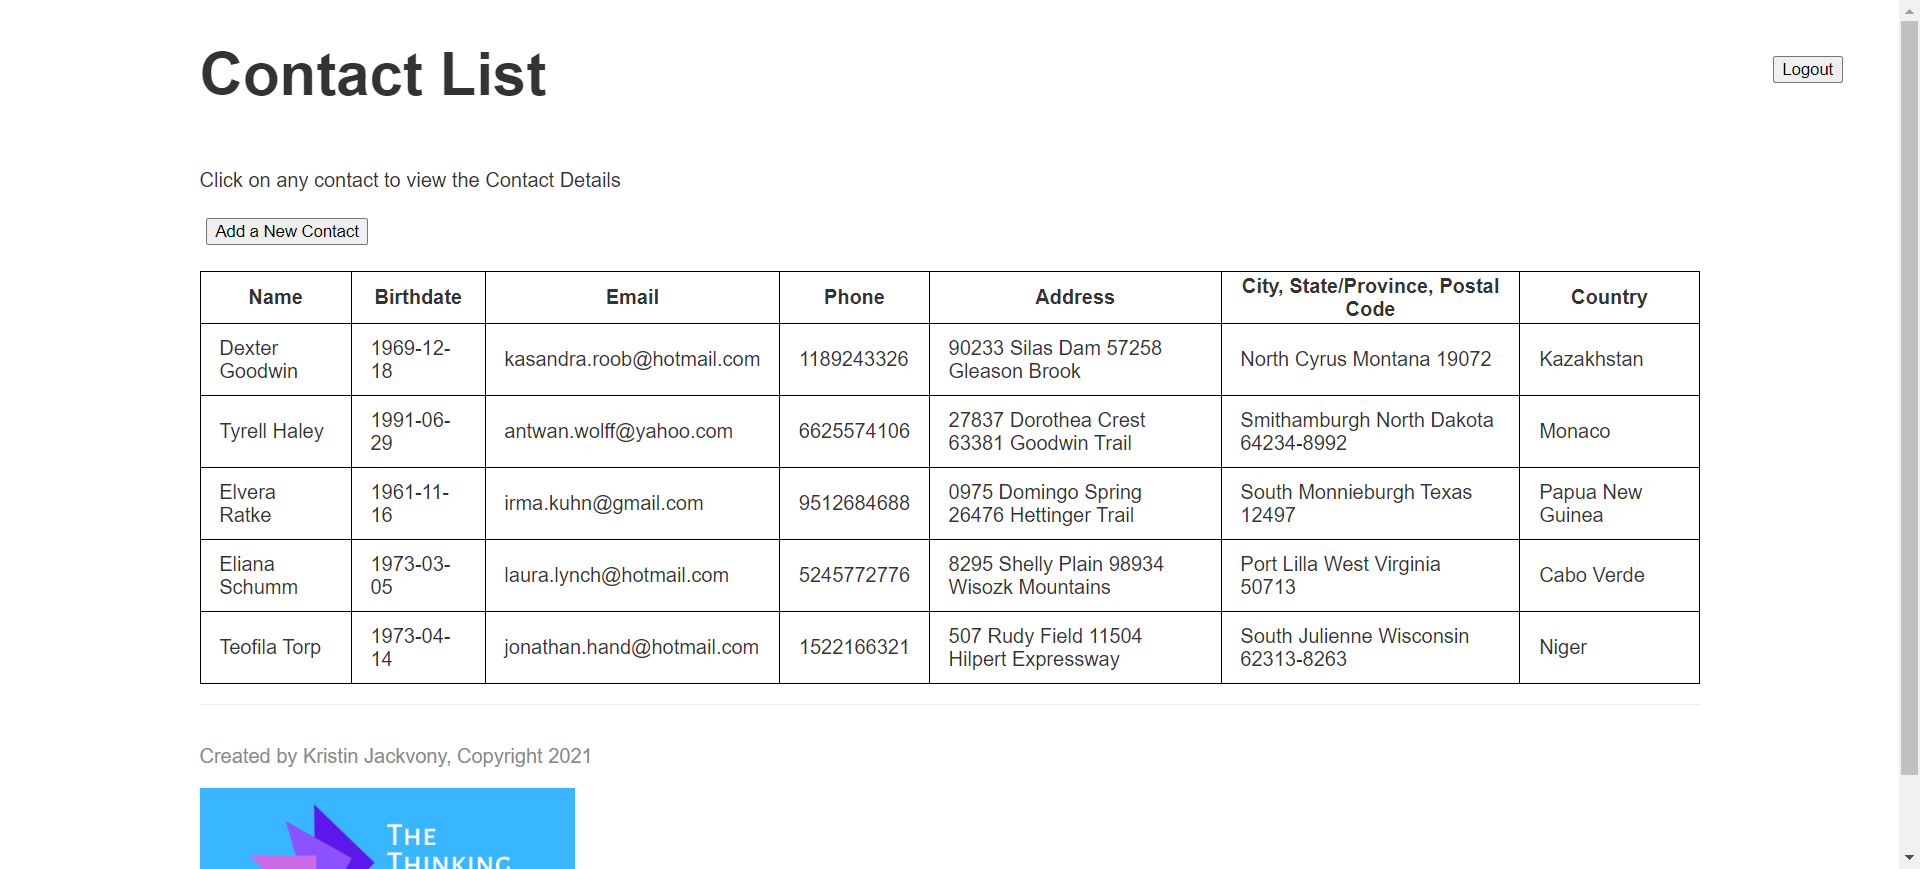 Contact List
Logout
Click on any contact to view the Contact Details
Add a New Contact
Name Birthdate Email Phone Address City, State/Province, Postal Code Country
Dexter Goodwin 1969-12-18 kasandra.roob@hotmail.com 1189243326 90233 Silas Dam 57258 Gleason Brook North Cyrus Montana 19072 Kazakhstan
Tyrell Haley 1991-06-29 antwan.wolff@yahoo.com 6625574106 27837 Dorothea Crest 63381 Goodwin Trail Smithamburgh North Dakota 64234-8992 Monaco
Elvera Ratke 1961-11-16 irma.kuhn@gmail.com 9512684688 0975 Domingo Spring 26476 Hettinger Trail South Monnieburgh Texas 12497 Papua New Guinea
Eliana Schumm 1973-03-05 laura.lynch@hotmail.com 5245772776 8295 Shelly Plain 98934 Wisozk Mountains Port Lilla West Virginia 50713 Cabo Verde
Teofila Torp 1973-04-14 jonathan.hand@hotmail.com 1522166321 507 Rudy Field 11504 Hilpert Expressway South Julienne Wisconsin 62313-8263 Niger
Created by Kristin Jackvony, Copyright 2021
THE
THINKING